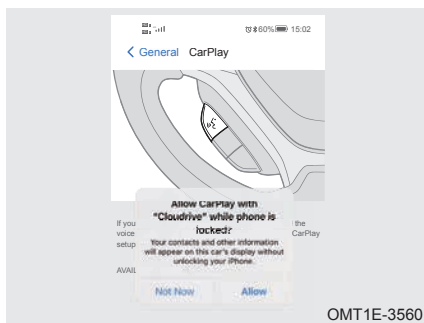 60% 15:02
General CarPlay
If you the
voice CarPlay
setup
Allow CarPlay with
"Cloudrive" while phone is
locked?
Your contacts and other information
will appear on this car's display without
unlocking your iPhone.
AVAIL
Not Now Allow
OMT1E-3560